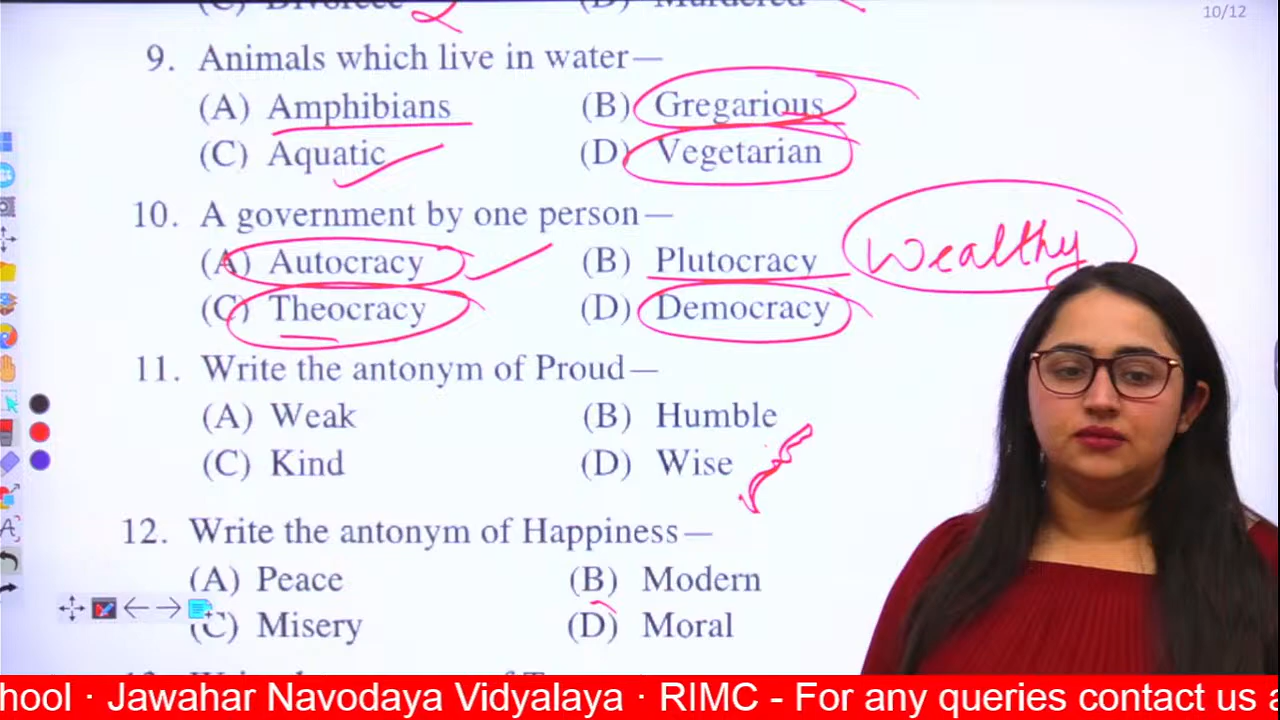 10/12
9. Animals which live in water—
(A) Amphibians (B) Gregarious
(C) Aquatic (D) Vegetarian
10. A government by one person—
(A) Autocracy (B) Plutocracy Wealthy
(C) Theocracy (D) Democracy
11. Write the antonym of Proud—
(A) Weak (B) Humble
(C) Kind (D) Wise
12. Write the antonym of Happiness—
(A) Peace (B) Modern
(C) Misery (D) Moral
hool · Jawahar Navodaya Vidyalaya · RIMC - For any queries contact us a